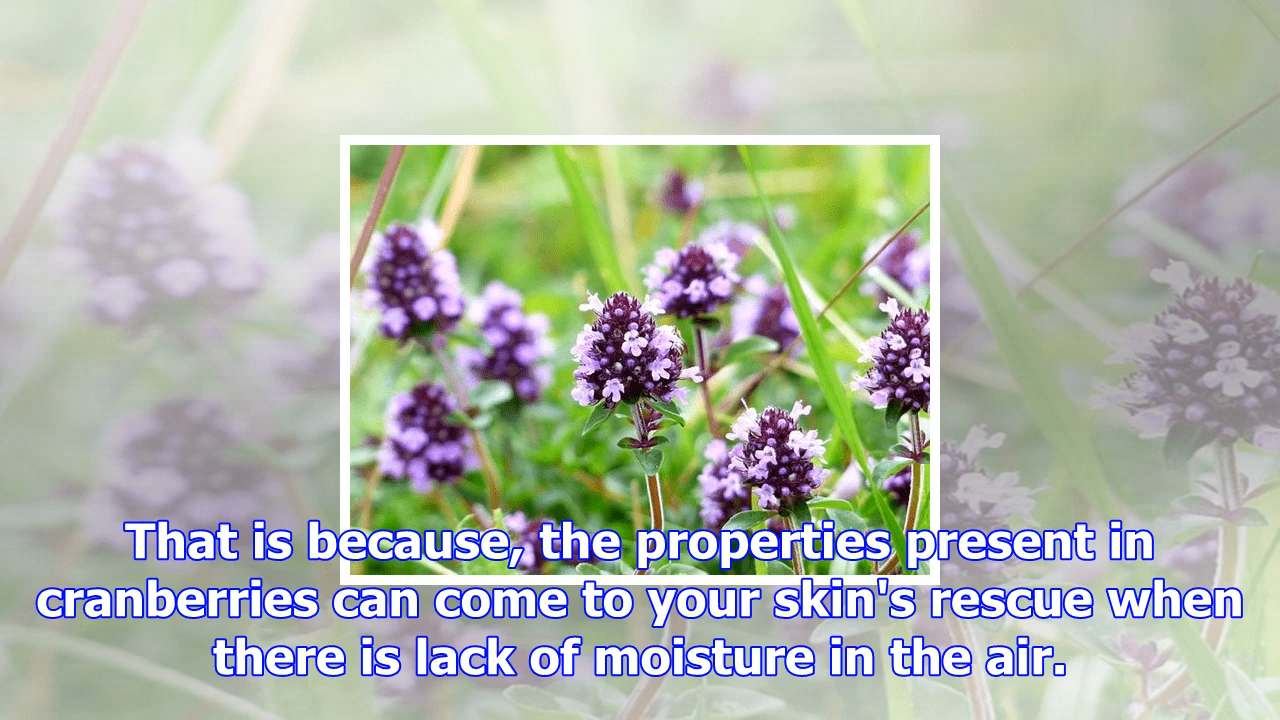 That is because, the properties present in
cranberries can come to your skin's rescue when
there is lack of moisture in the air.